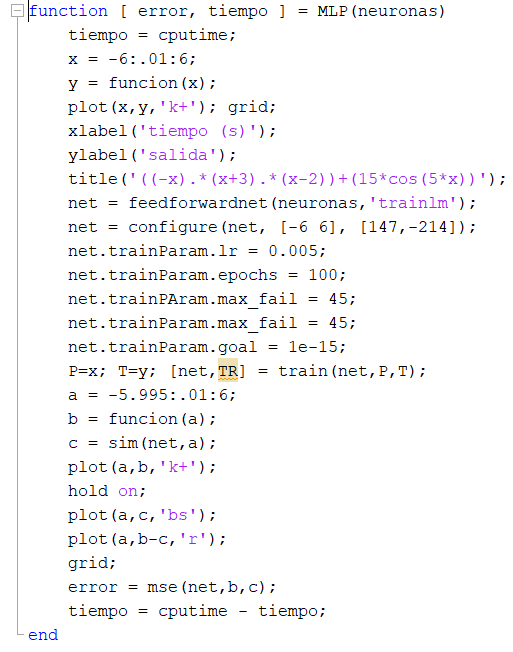 function [ error, tiempo ] = MLP(neuronas)
    tiempo = cputime;
    x = -6:.01:6;
    y = funcion(x);
    plot(x,y,'k+'); grid;
    xlabel('tiempo (s)');
    ylabel('salida');
    title('((-x).*(x+3).*(x-2))+(15*cos(5*x))');
    net = feedforwardnet(neuronas,'trainlm');
    net = configure(net, [-6 6], [147,-214]);
    net.trainParam.lr = 0.005;
    net.trainParam.epochs = 100;
    net.trainPAram.max_fail = 45;
    net.trainParam.max_fail = 45;
    net.trainParam.goal = 1e-15;
    P=x; T=y; [net,TR] = train(net,P,T);
    a = -5.995:.01:6;
    b = funcion(a);
    c = sim(net,a);
    plot(a,b,'k+');
    hold on;
    plot(a,c,'bs');
    plot(a,b-c,'r');
    grid;
    error = mse(net,b,c);
    tiempo = cputime - tiempo;
end